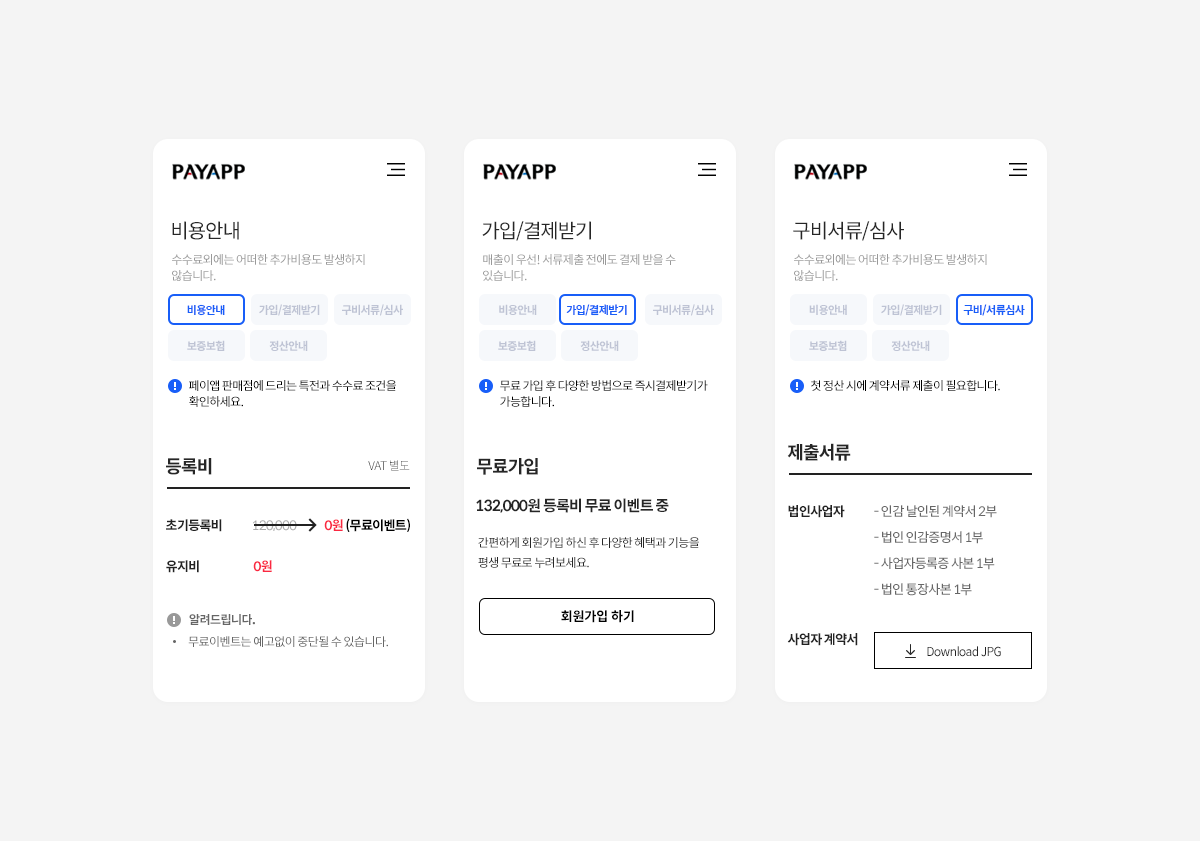 PAYAPP
비용안내
수수료외에는 어떠한 추가비용도 발생하지
않습니다.
비용안내
가입/결제받기
구비서류/심사
보증보험
정산안내
페이앱 판매점에 드리는 특전과 수수료 조건을
확인하세요.
등록비
VAT 별도
초기등록비
120,000
0원 (무료이벤트)
유지비
0원
알려드립니다.
• 무료이벤트는 예고없이 중단될 수 있습니다.
PAYAPP
가입/결제받기
매출이 우선! 서류제출 전에도 결제 받을 수
있습니다.
비용안내
가입/결제받기
구비서류/심사
보증보험
정산안내
무료 가입 후 다양한 방법으로 즉시결제받기가
가능합니다.
무료가입
132,000원 등록비 무료 이벤트 중
간편하게 회원가입 하신 후 다양한 혜택과 기능을
평생 무료로 누려보세요.
회원가입 하기
PAYAPP
구비서류/심사
수수료외에는 어떠한 추가비용도 발생하지
않습니다.
비용안내
가입/결제받기
구비/서류심사
보증보험
정산안내
첫 정산 시에 계약서류 제출이 필요합니다.
제출서류
법인사업자
- 인감 날인된 계약서 2부
- 법인 인감증명서 1부
- 사업자등록증 사본 1부
- 법인 통장사본 1부
사업자 계약서
Download JPG